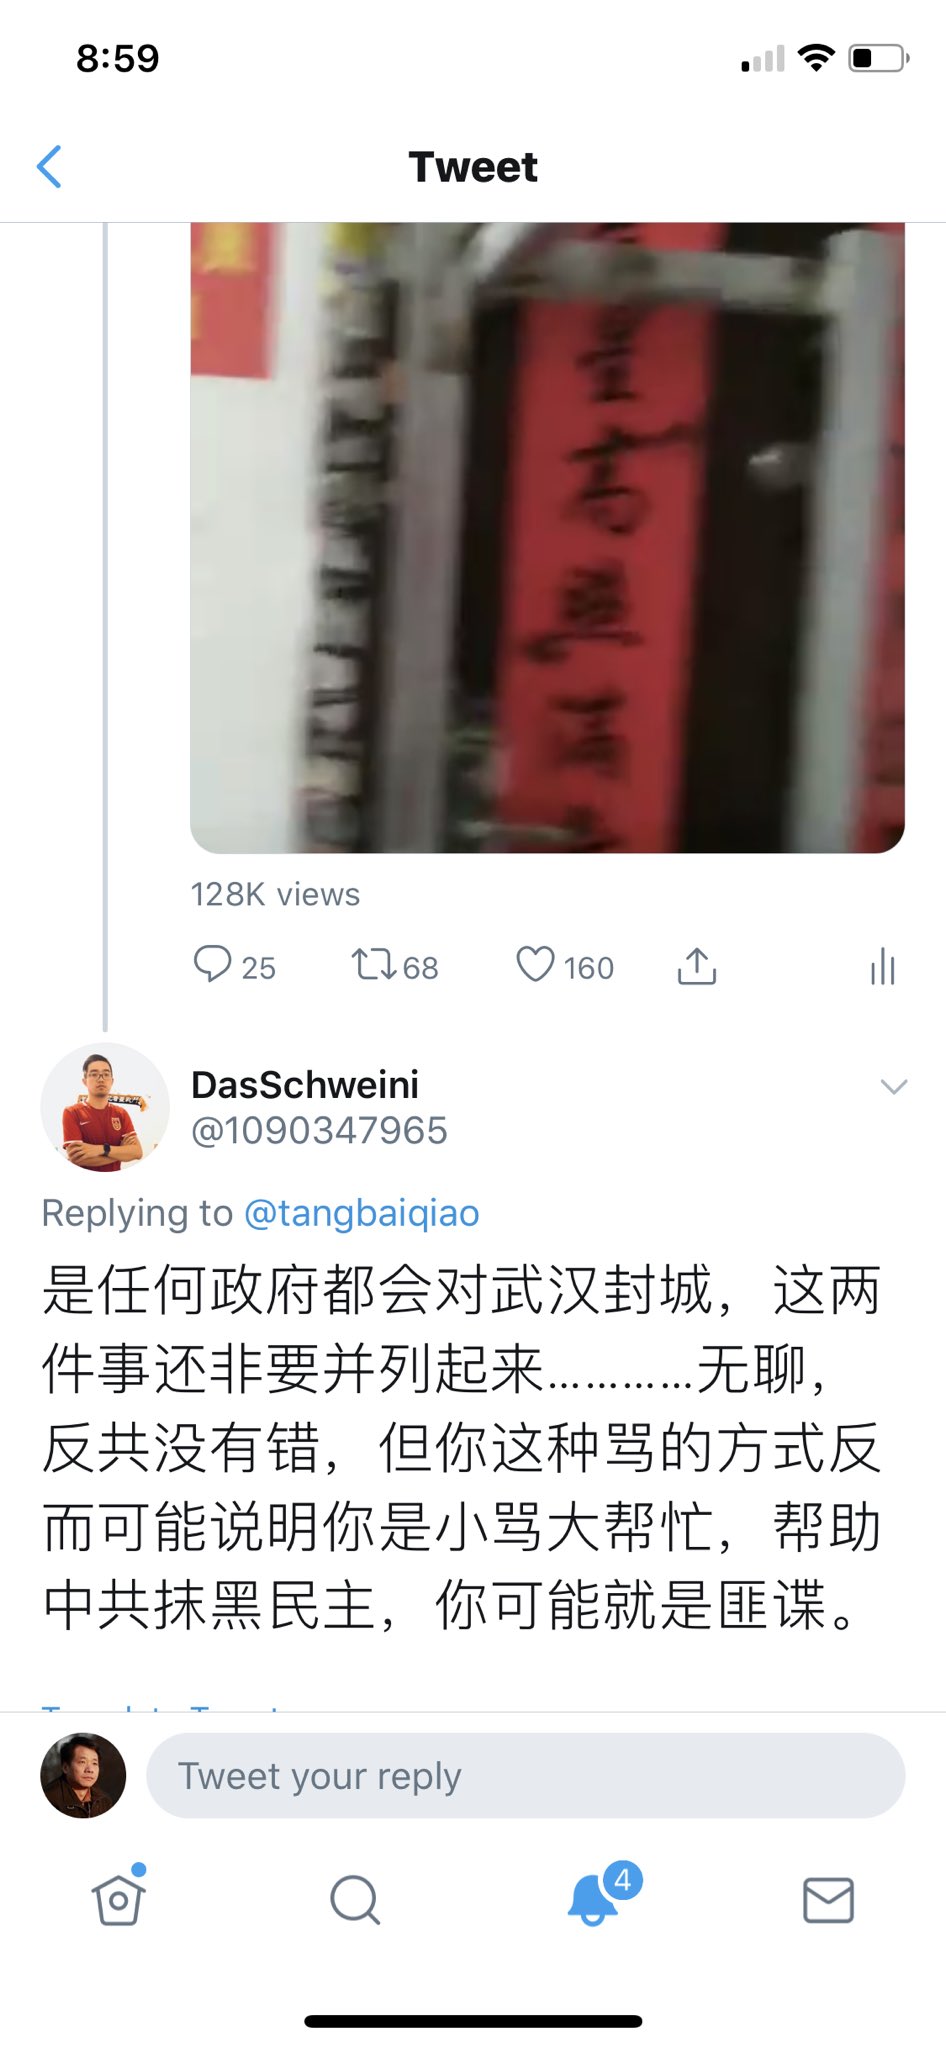 8:59
Tweet
128K views
25 68 160
DasSchweini
@1090347965
Replying to @tangbaiqiao
是任何政府都会对武汉封城，这两
件事还非要并列起来…………无聊，
反共没有错，但你这种骂的方式反
而可能说明你是小骂大帮忙，帮助
中共抹黑民主，你可能就是匪谍。
Tweet your reply
4